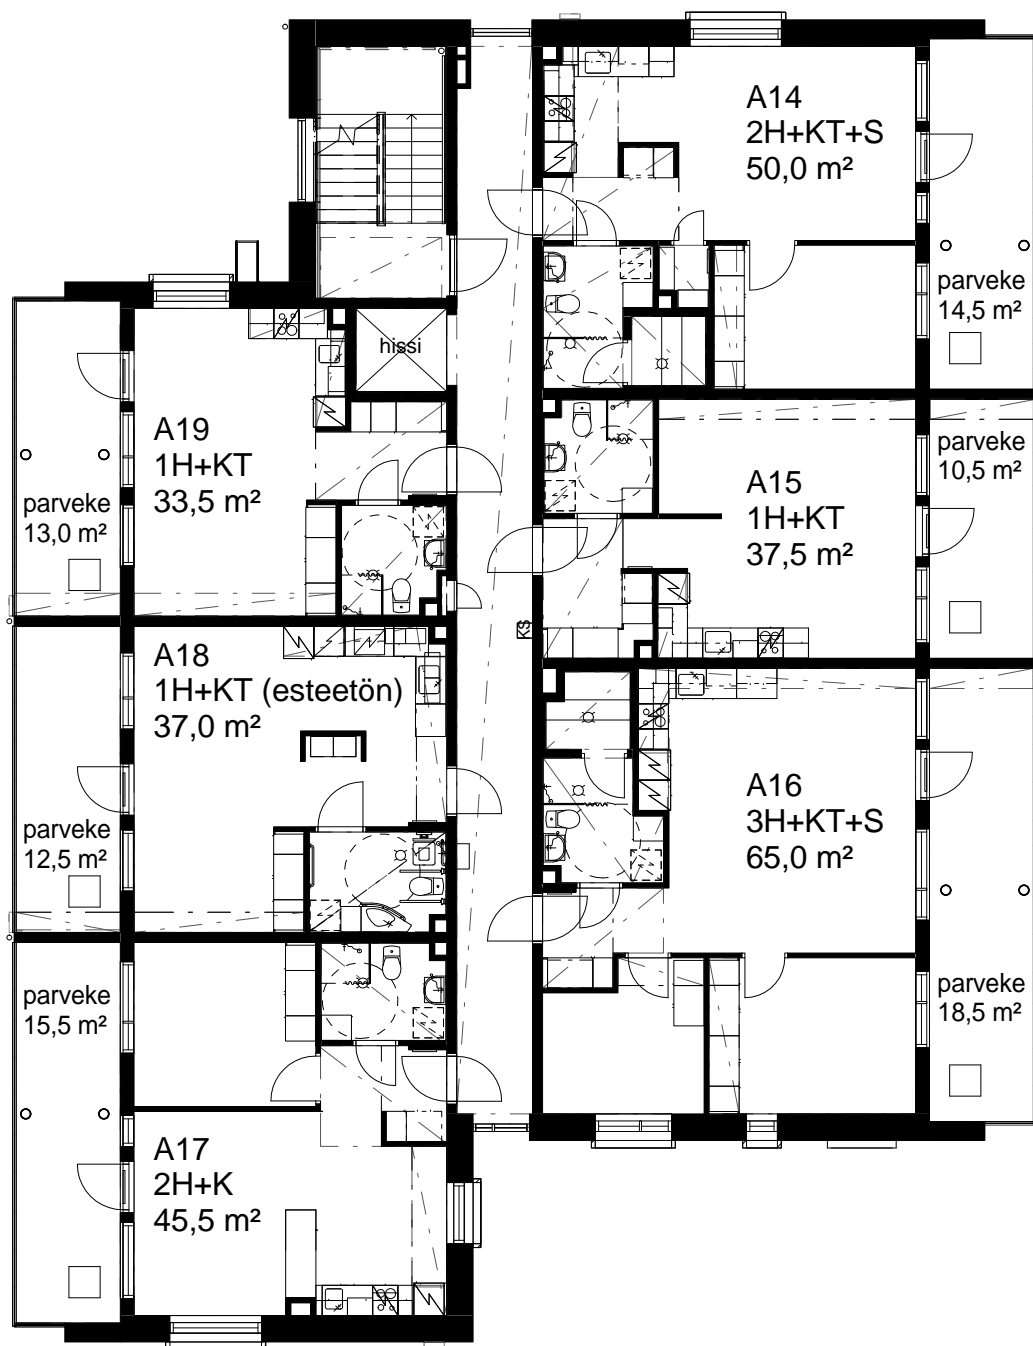 A14
2H+KT+S
50,0 m²
parveke
14,5 m²
hissi
A19
1H+KT
33,5 m²
parveke
13,0 m²
A15
1H+KT
37,5 m²
parveke
10,5 m²
KS
A18
1H+KT (esteetön)
37,0 m²
parveke
12,5 m²
A16
3H+KT+S
65,0 m²
parveke
18,5 m²
parveke
15,5 m²
A17
2H+K
45,5 m²